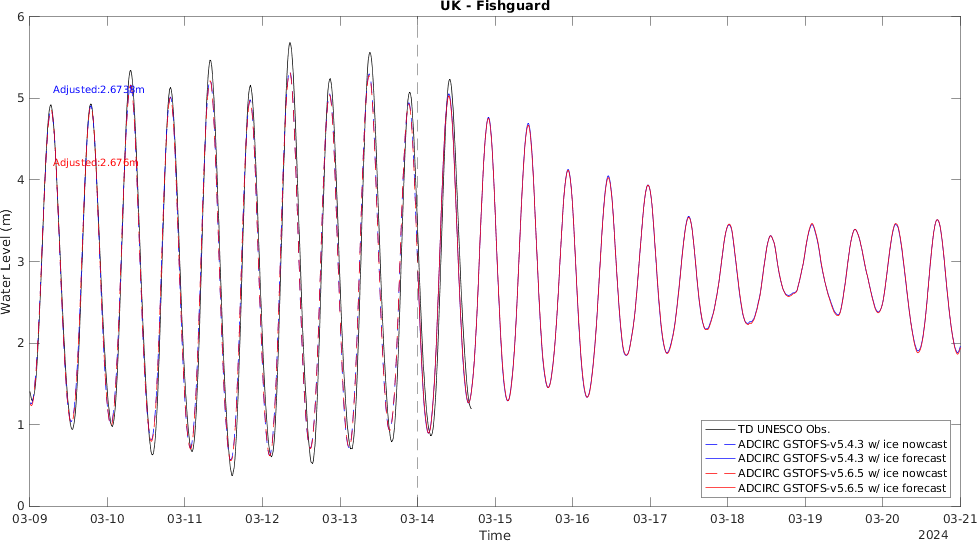 UK - Fishguard
6
5
4
3
2
1
0
Water Level (m)
Adjusted:2.6738m
Adjusted:2.676m
TD UNESCO Obs.
ADCIRC GSTOFS-v5.4.3 w/ ice nowcast
ADCIRC GSTOFS-v5.4.3 w/ ice forecast
ADCIRC GSTOFS-v5.6.5 w/ ice nowcast
ADCIRC GSTOFS-v5.6.5 w/ ice forecast
03-09 03-10 03-11 03-12 03-13 03-14 03-15 03-16 03-17 03-18 03-19 03-20 03-21
Time
2024